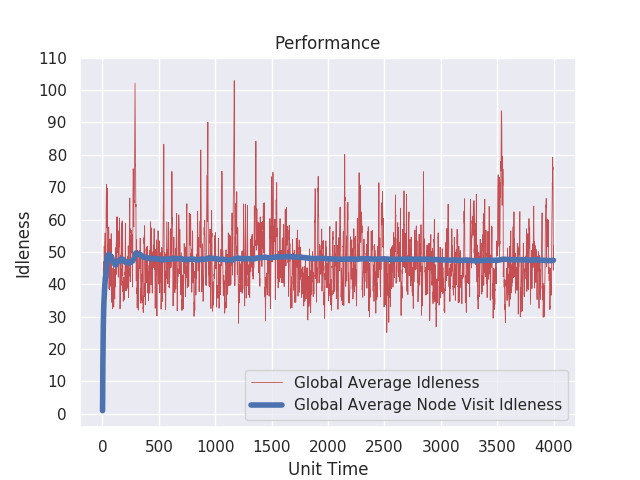 Performance
110
100
90
80
70
60
50
40
30
20
10
0
Idleness
Global Average Idleness
Global Average Node Visit Idleness
0 500 1000 1500 2000 2500 3000 3500 4000
Unit Time